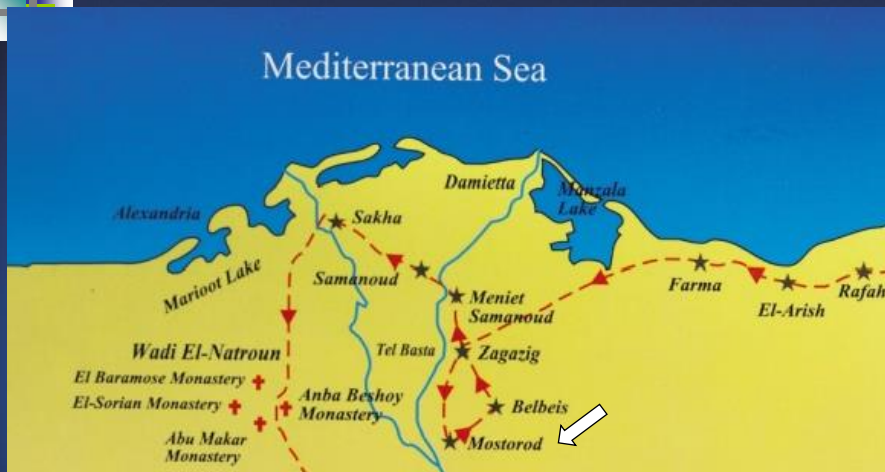 Mediterranean Sea
Damietta
Manzala
Lake
Alexandria
Sakha
Marioot Lake
Samanoud
Farma
Rafah
El-Arish
Meniet
Samanoud
Wadi El-Natroun
Tel Basta
Zagazig
El Baramose Monastery
El-Sorian Monastery
Anba Beshoy
Monastery
Belbeis
Abu Makar
Monastery
Mostorod